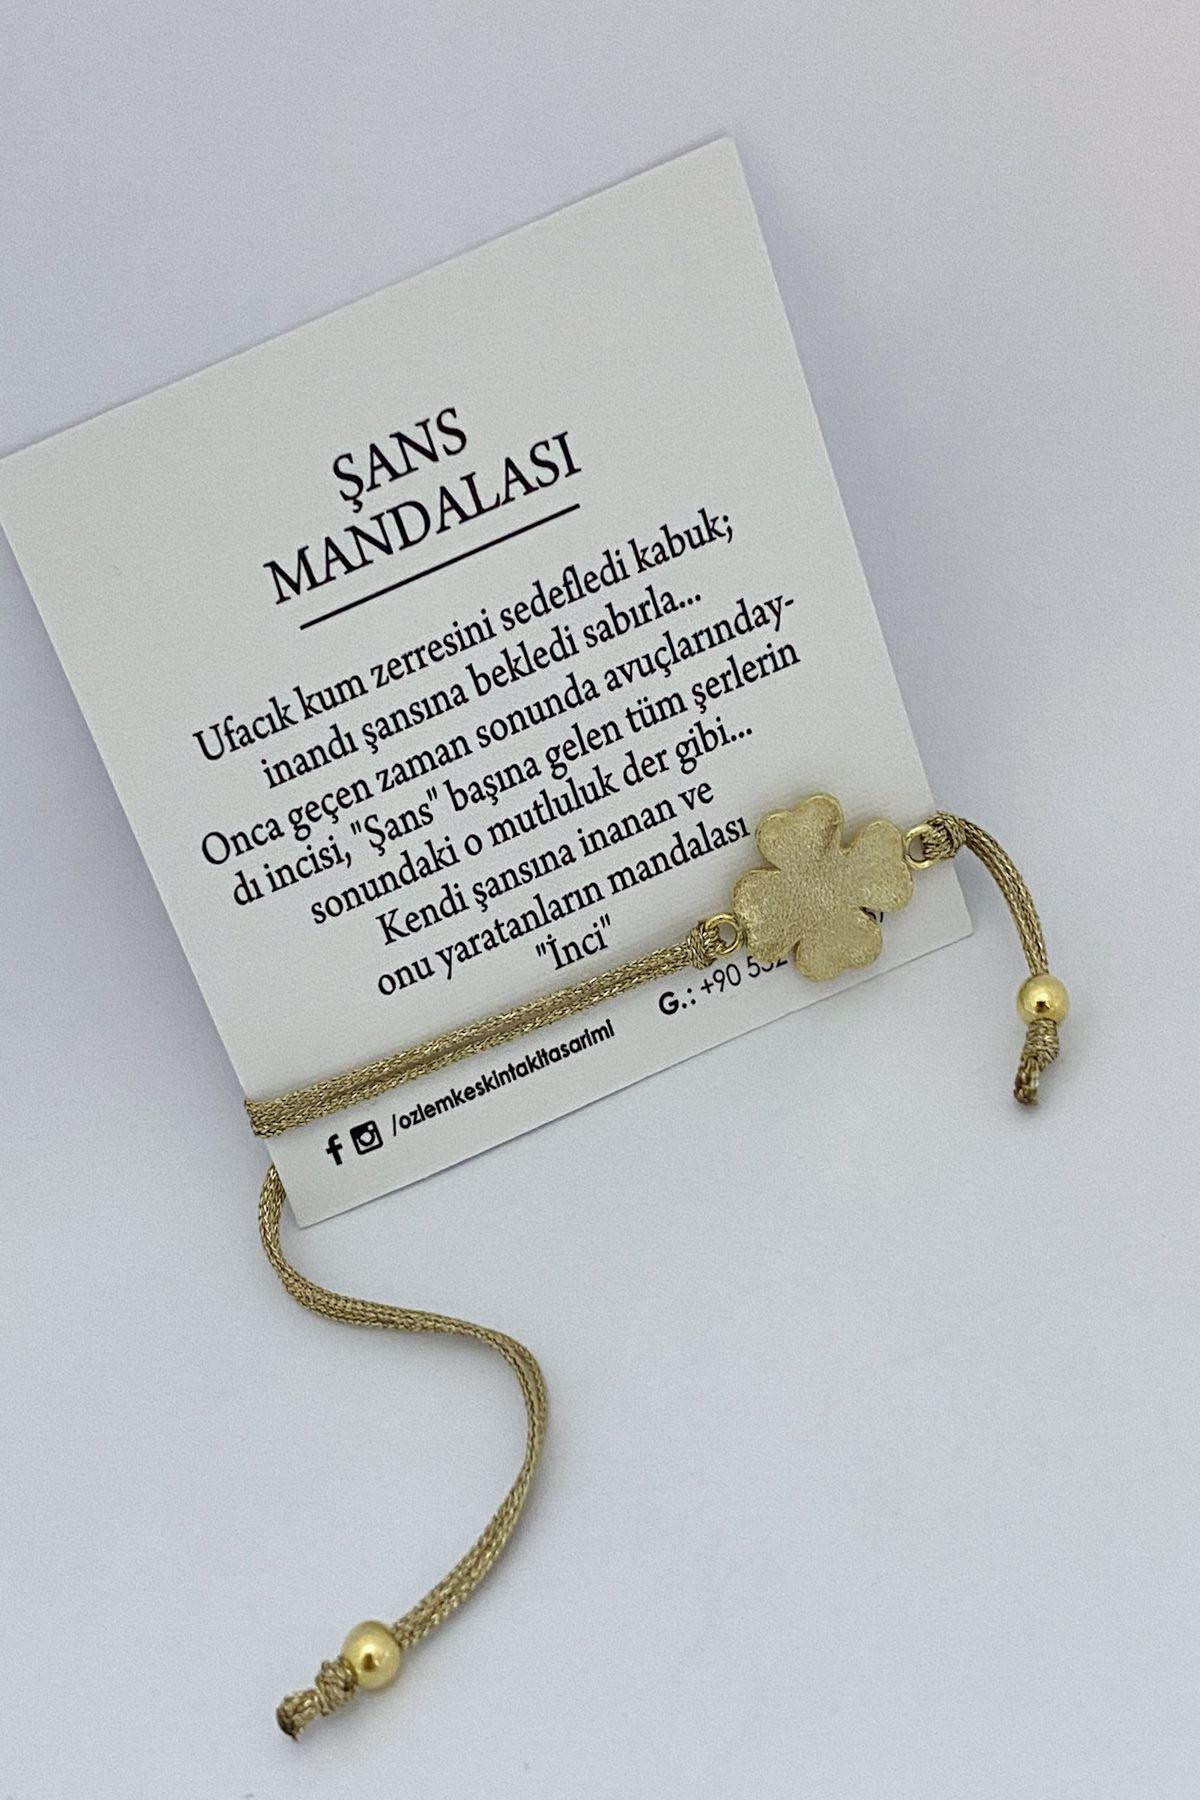 ŞANS
MANDALASI
Ufacık kum zerresini sedefledi kabuk;
inandı şansına bekledi sabırla...
Onca geçen zaman sonunda avuçlarınday-
dı incisi, "Şans" başına gelen tüm şerlerin
sonundaki o mutluluk der gibi...
Kendi şansına inanan ve
onu yaratanların mandalası
"İnci"
G.: +90
/ozlemkeskintakitasarimi